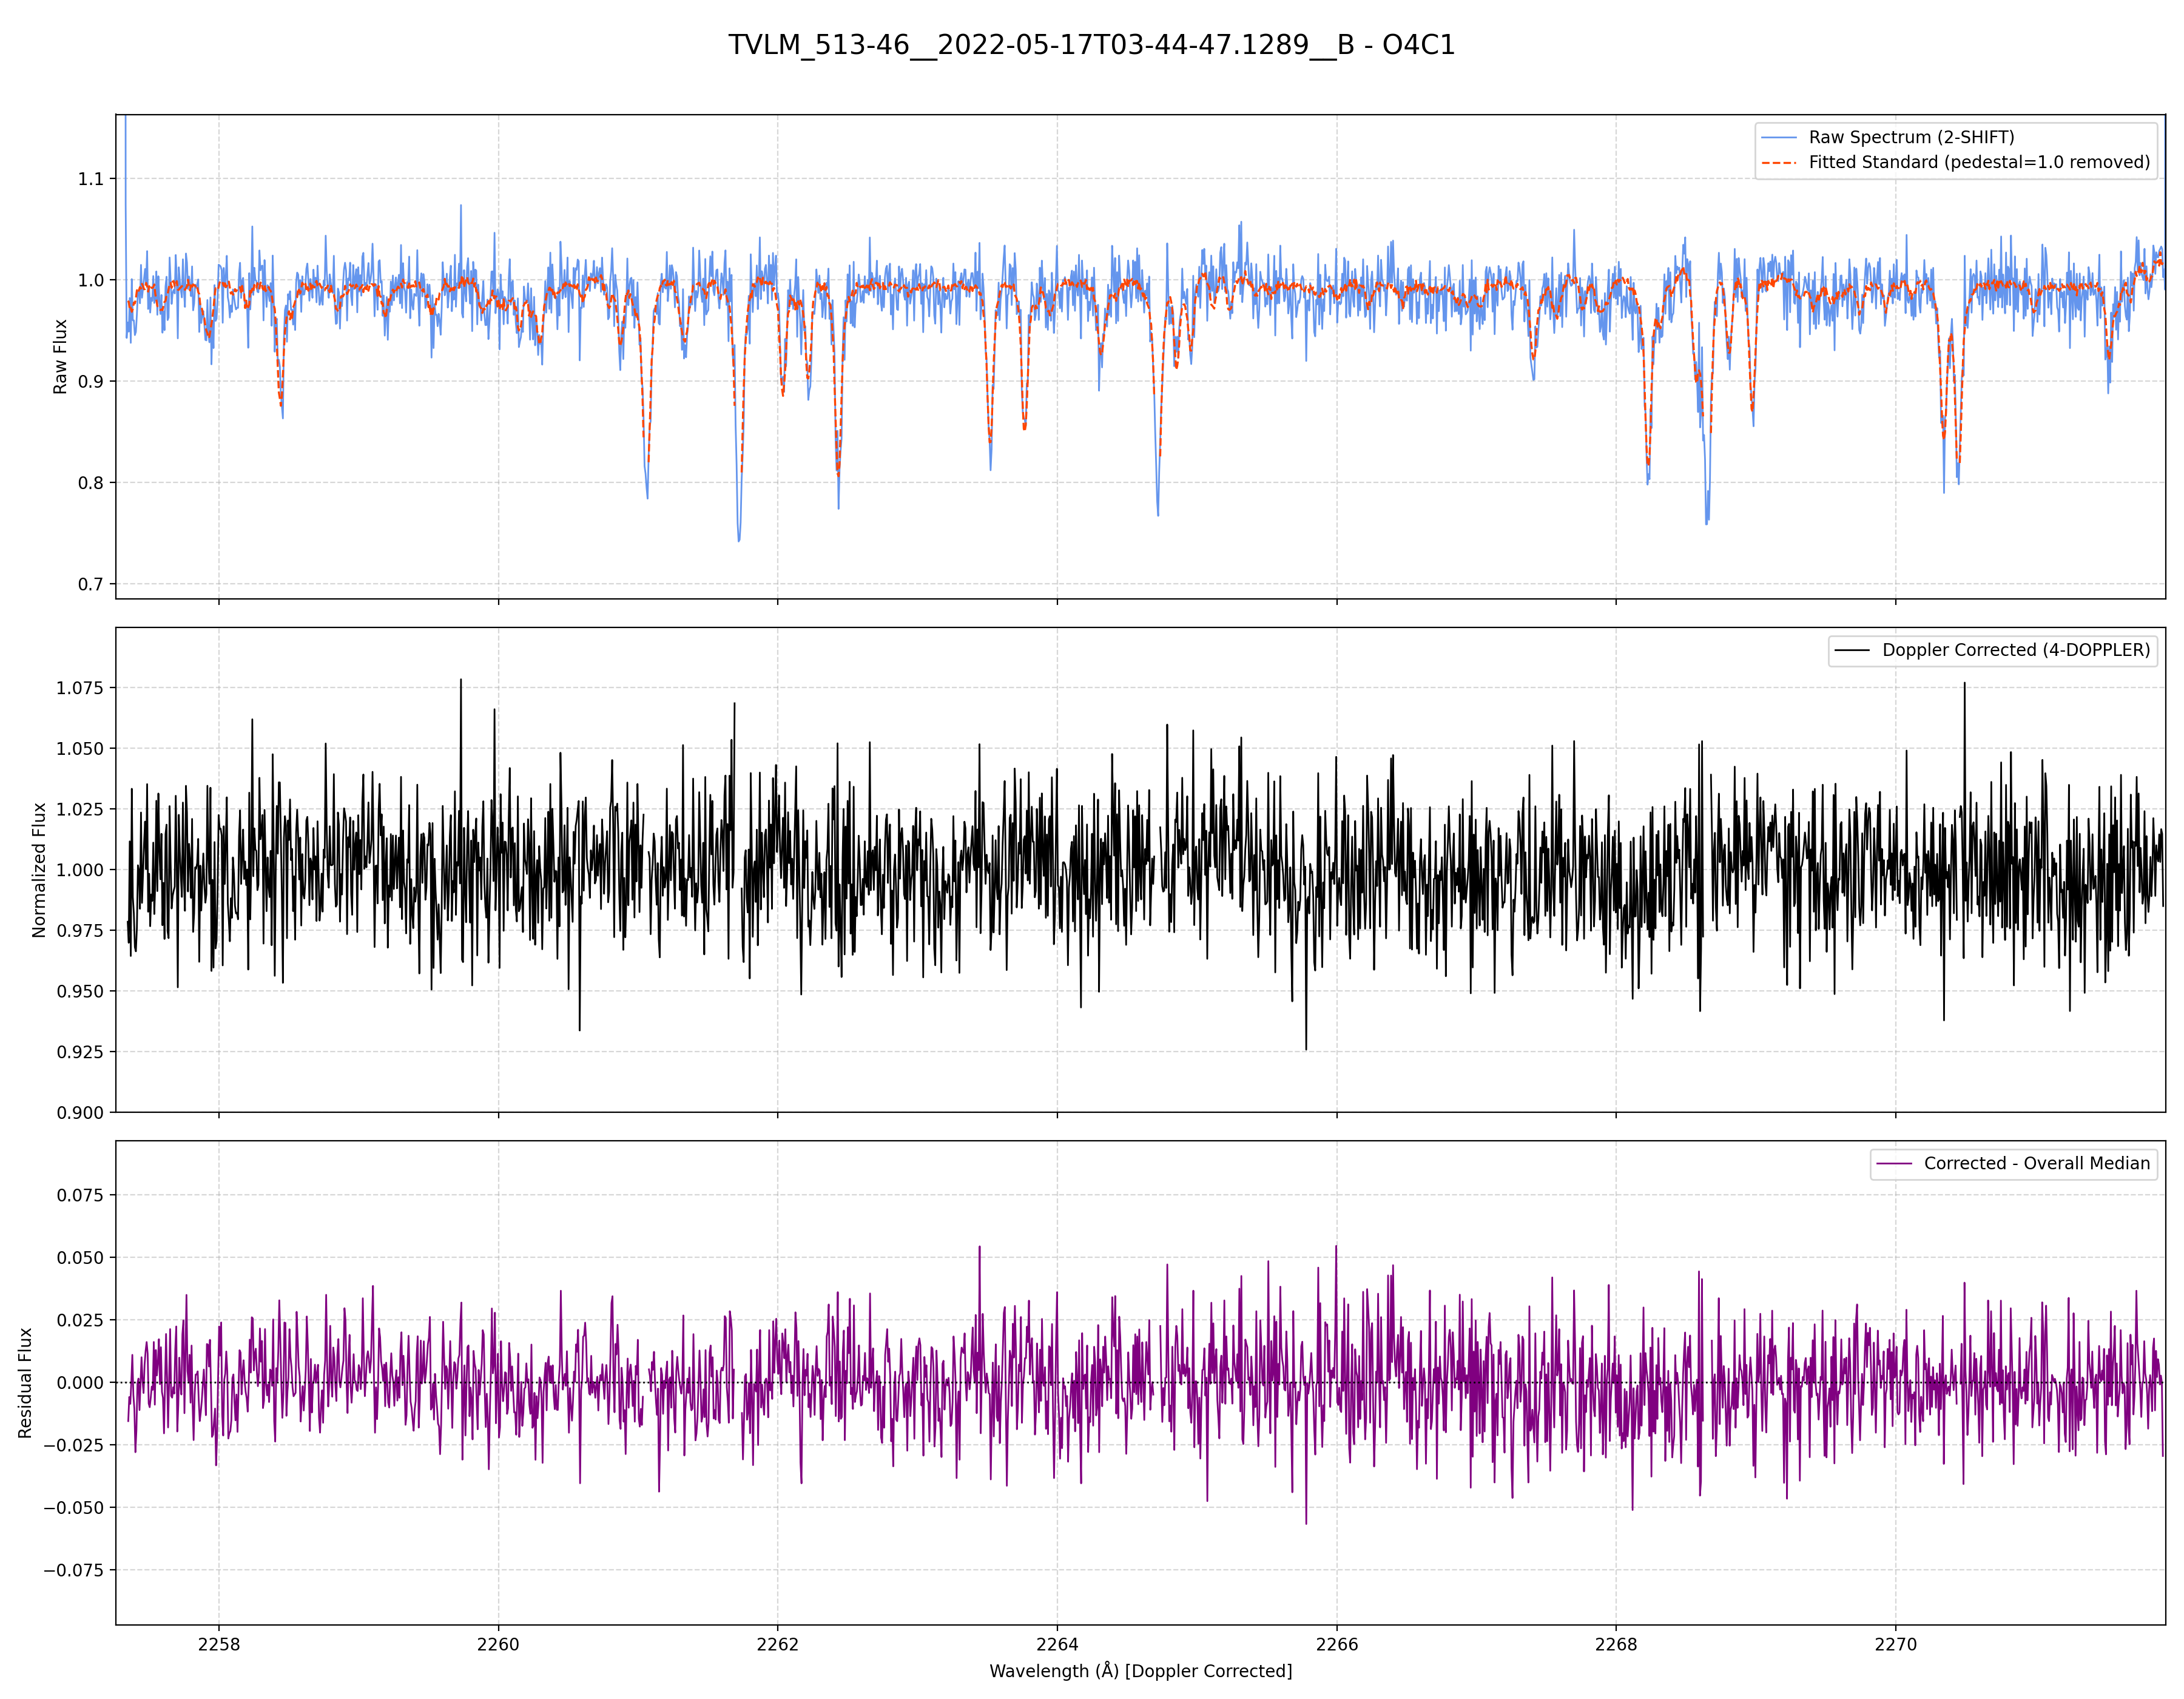 TVLM_513-46__2022-05-17T03-44-47.1289__B - O4C1
Raw Spectrum (2-SHIFT)
Fitted Standard (pedestal=1.0 removed)
Raw Flux
1.1
1.0
0.9
0.8
0.7
Doppler Corrected (4-DOPPLER)
Normalized Flux
1.075
1.050
1.025
1.000
0.975
0.950
0.925
0.900
Corrected - Overall Median
Residual Flux
0.075
0.050
0.025
0.000
−0.025
−0.050
−0.075
2258 2260 2262 2264 2266 2268 2270
Wavelength (Å) [Doppler Corrected]